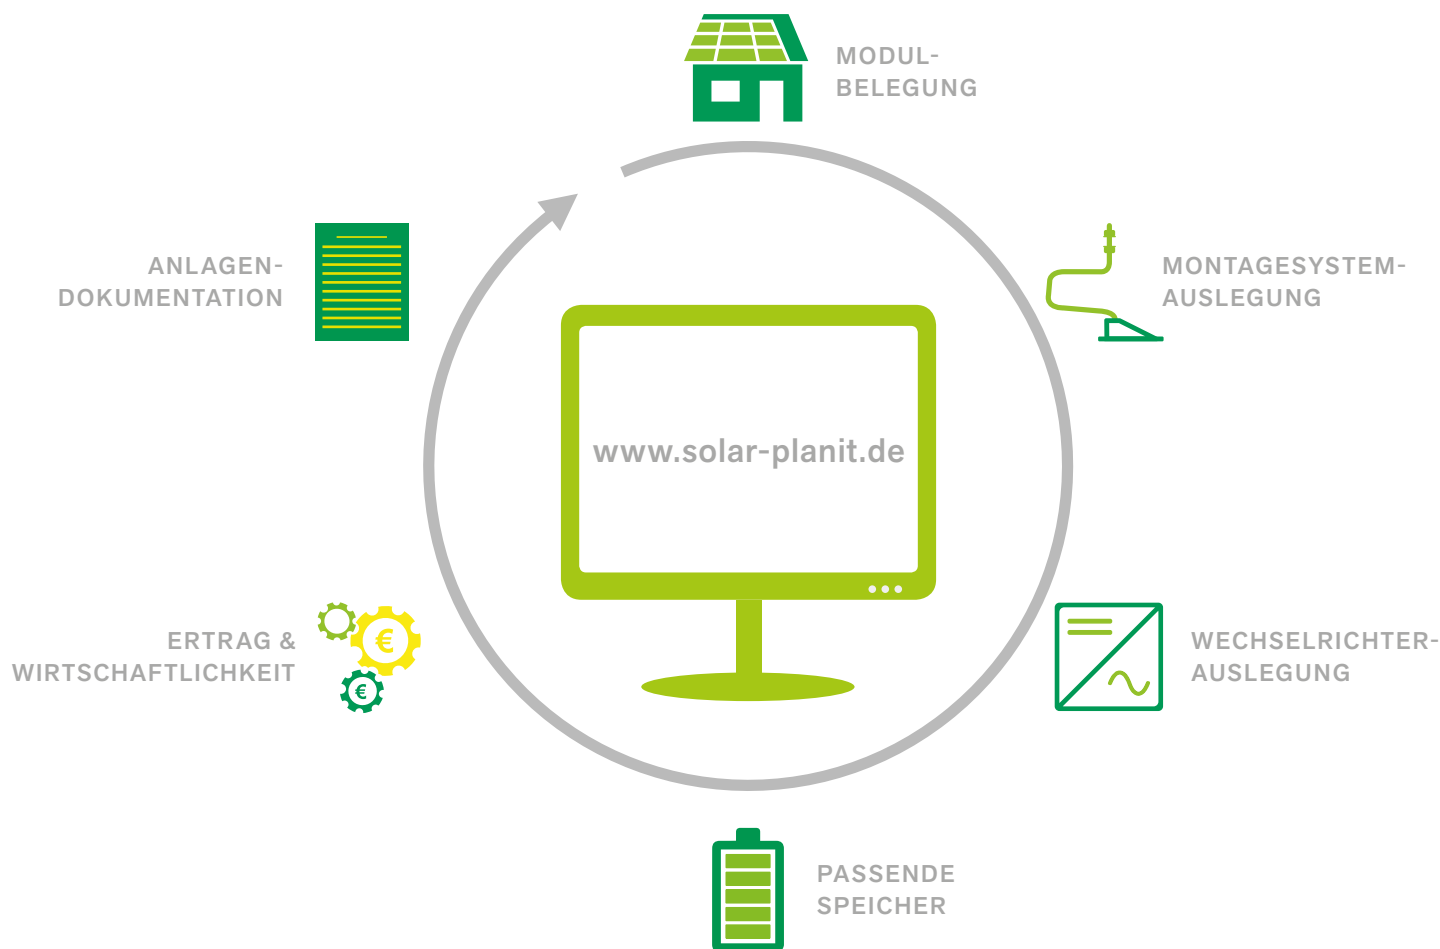 MODUL-
BELEGUNG
MONTAGESYSTEM-
AUSLEGUNG
WECHSELRICHTER-
AUSLEGUNG
PASSENDE
SPEICHER
ERTRAG &
WIRTSCHAFTLICHKEIT
€
€
ANLAGEN-
DOKUMENTATION
www.solar-planit.de